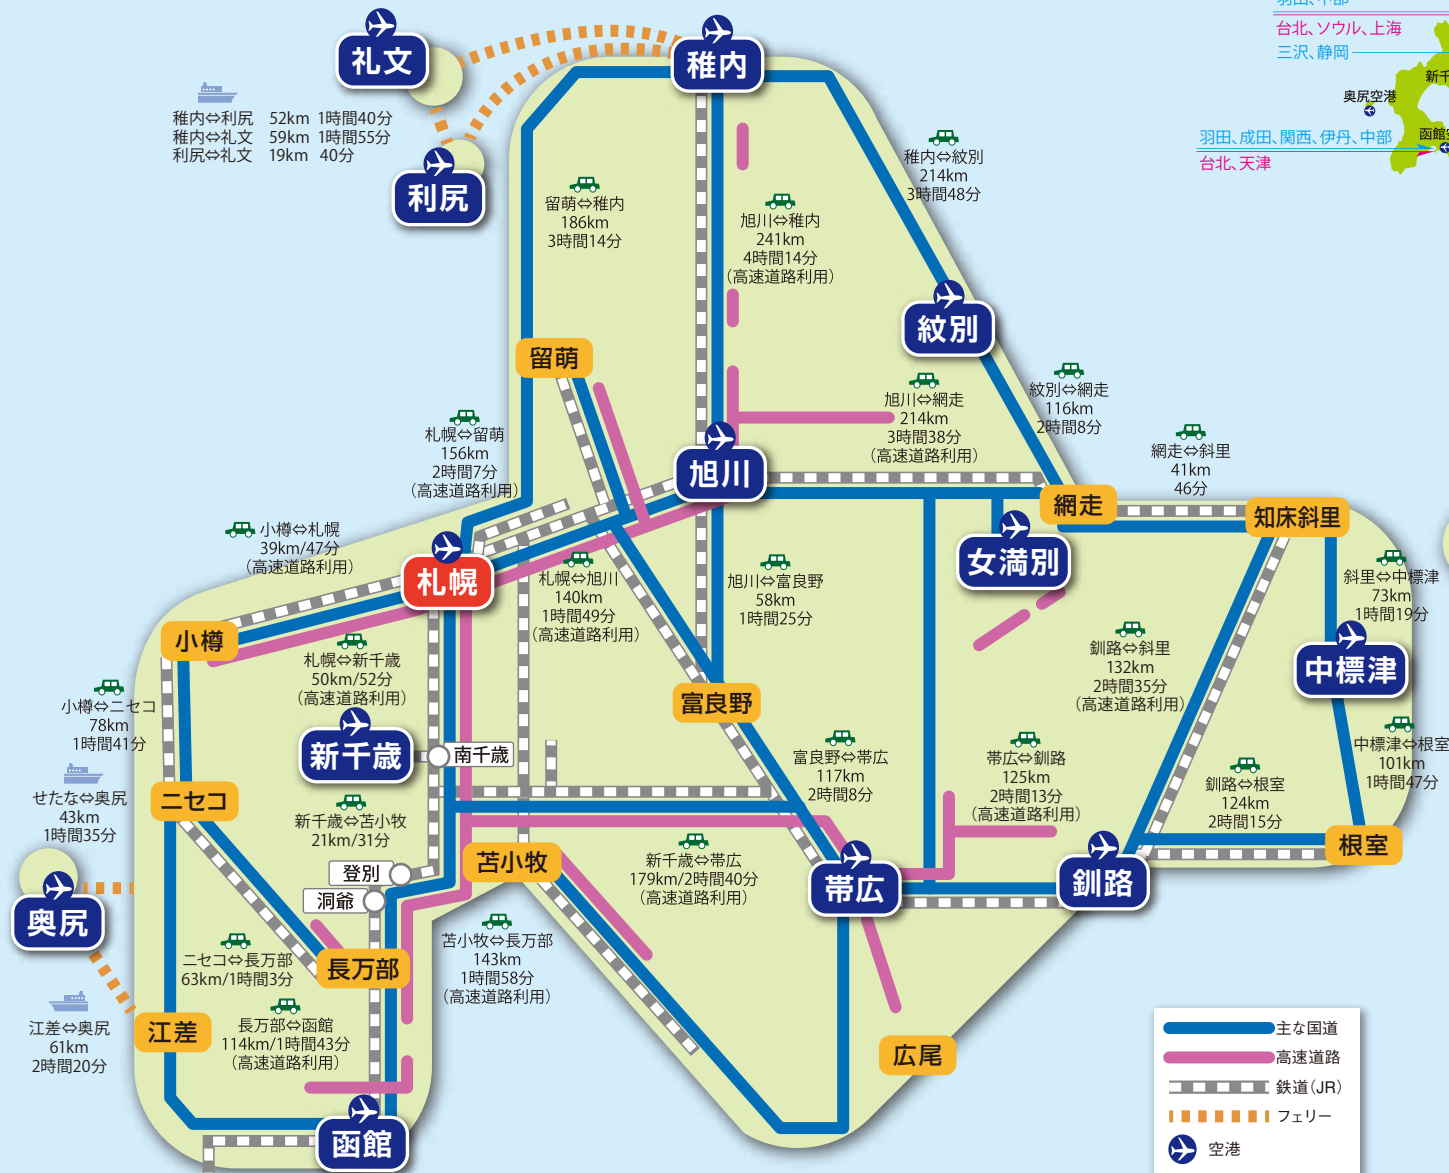 羽田、中部
台北、ソウル、上海
三沢、静岡
新千
奥尻空港
函館空
羽田、成田、関西、伊丹、中部
台北、天津
礼文
稚内
利尻
稚内⇔利尻 52km 1時間40分
稚内⇔礼文 59km 1時間55分
利尻⇔礼文 19km 40分
稚内⇔紋別
214km
3時間48分
留萌⇔稚内
186km
3時間14分
旭川⇔稚内
241km
4時間14分
(高速道路利用)
紋別
留萌
旭川⇔網走
214km
3時間38分
(高速道路利用)
紋別⇔網走
116km
2時間8分
札幌⇔留萌
156km
2時間7分
(高速道路利用)
網走⇔斜里
41km
46分
旭川
網走
知床斜里
小樽⇔札幌
39km/47分
(高速道路利用)
札幌
女満別
札幌⇔旭川
140km
1時間49分
(高速道路利用)
旭川⇔富良野
58km
1時間25分
斜里⇔中標津
73km
1時間19分
小樽
札幌⇔新千歳
50km/52分
(高速道路利用)
釧路⇔斜里
132km
2時間35分
(高速道路利用)
中標津
小樽⇔ニセコ
78km
1時間41分
富良野
新千歳
南千歳
富良野⇔帯広
117km
2時間8分
帯広⇔釧路
125km
2時間13分
(高速道路利用)
中標津⇔根室
101km
1時間47分
せたな⇔奥尻
43km
1時間35分
ニセコ
新千歳⇔苫小牧
21km/31分
釧路⇔根室
124km
2時間15分
根室
登別
洞爺
苫小牧
新千歳⇔帯広
179km/2時間40分
(高速道路利用)
帯広
釧路
奥尻
ニセコ⇔長万部
63km/1時間3分
長万部
苫小牧⇔長万部
143km
1時間58分
(高速道路利用)
江差⇔奥尻
61km
2時間20分
江差
長万部⇔函館
114km/1時間43分
(高速道路利用)
広尾
函館
主な国道
高速道路
鉄道(JR)
フェリー
空港